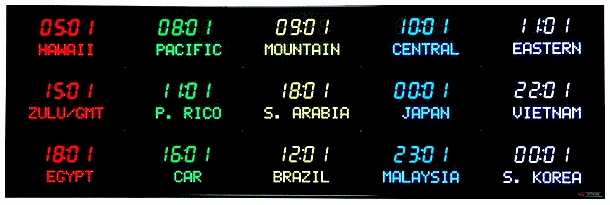 05:01 08:01 09:01 10:01 11:01
HAWAII PACIFIC MOUNTAIN CENTRAL EASTERN
15:01 11:01 18:01 00:01 22:01
ZULU/GMT P. RICO S. ARABIA JAPAN VIETNAM
18:01 16:01 12:01 23:01 00:01
EGYPT CAR BRAZIL MALAYSIA S. KOREA